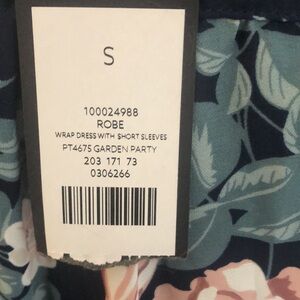 S
100024988
ROBE
WRAP DRESS WITH SHORT SLEEVES
PT4675 GARDEN PARTY
203 171 73
0306266